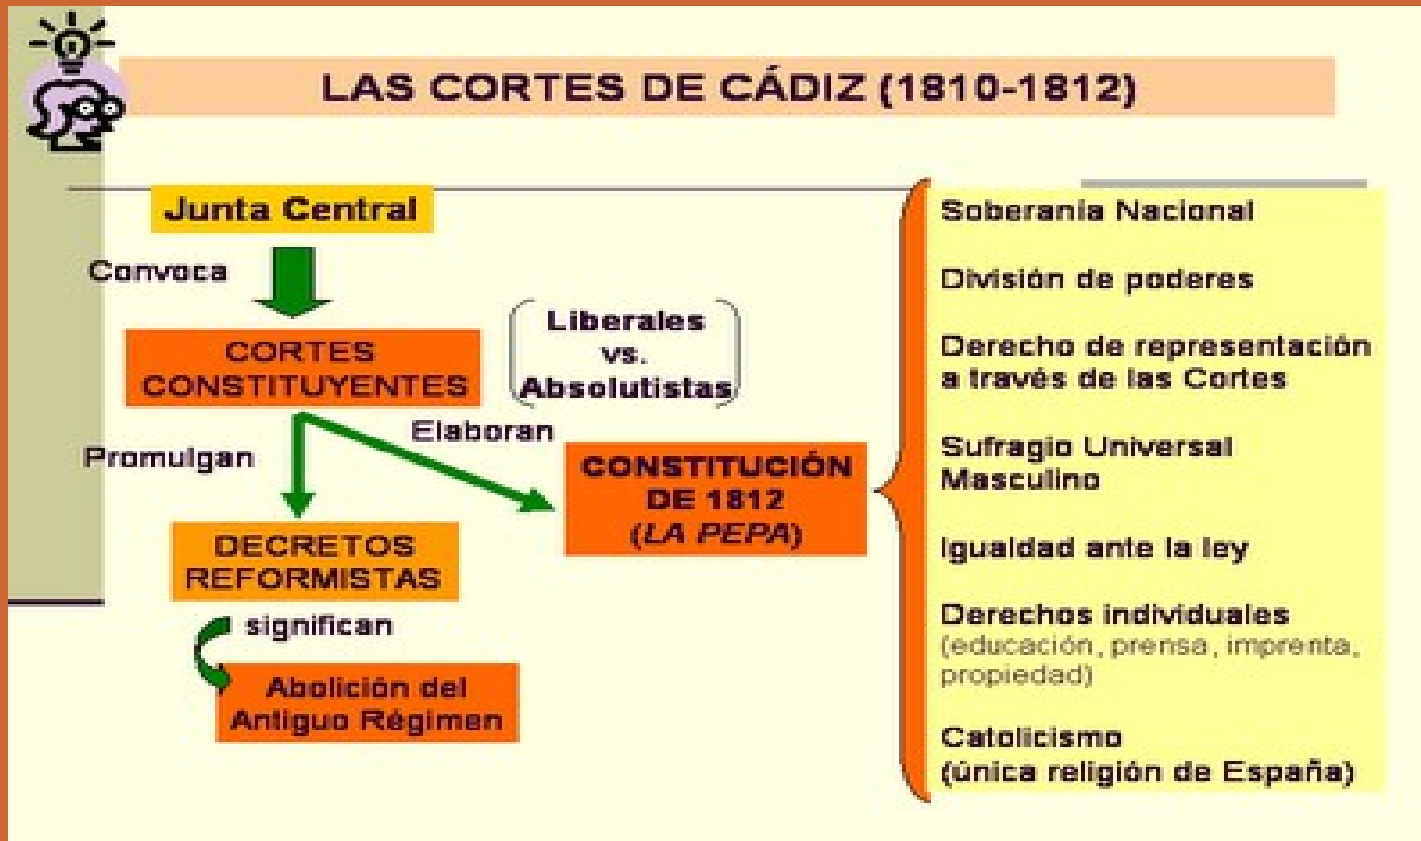 LAS CORTES DE CÁDIZ (1810-1812)
Junta Central
Convoca
CORTES
CONSTITUYENTES
Liberales
vs.
Absolutistas
Promulgan
Elaboran
DECRETOS
REFORMISTAS
significan
Abolición del
Antiguo Régimen
CONSTITUCIÓN
DE 1812
(LA PEPA)
Soberanía Nacional
División de poderes
Derecho de representación
a través de las Cortes
Sufragio Universal
Masculino
Igualdad ante la ley
Derechos individuales
(educación, prensa, imprenta,
propiedad)
Catolicismo
(única religión de España)